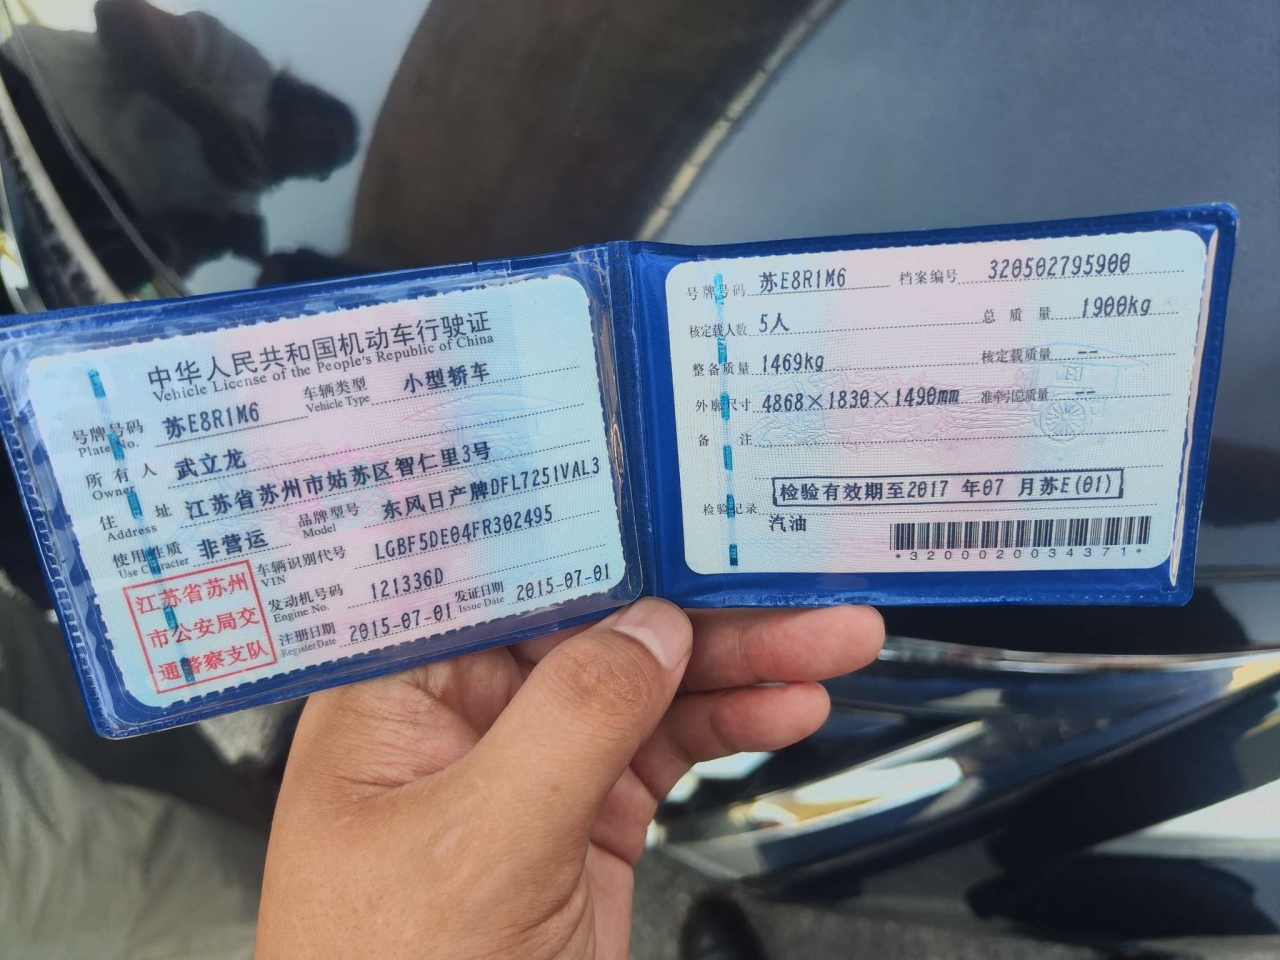 中华人民共和国机动车行驶证
Vehicle License of the People's Republic of China
号牌号码 苏E8R1M6 车辆类型 小型轿车
Plate No. Vehicle Type
所有人 武立龙
Owner
住址 江苏省苏州市姑苏区智仁里3号
Address
使用性质 非营运 品牌型号 东风日产牌DFL7251VAL3
Use Character Model
车辆识别代号 LGBF5DE04FR302495
VIN
发动机号码 121336D
Engine No.
注册日期 2015-07-01 发证日期 2015-07-01
Register Date Issue Date
江苏省苏州
市公安局交
通警察支队
号牌号码 苏E8R1M6 档案编号 320502795900
核定载人数 5人 总质量 1900kg
整备质量 1469kg 核定载质量 --
外廓尺寸 4868×1830×1490mm 准牵引总质量 --
备注
检验有效期至2017 年07 月苏E(01)
检验记录
汽油
*3200020034371*